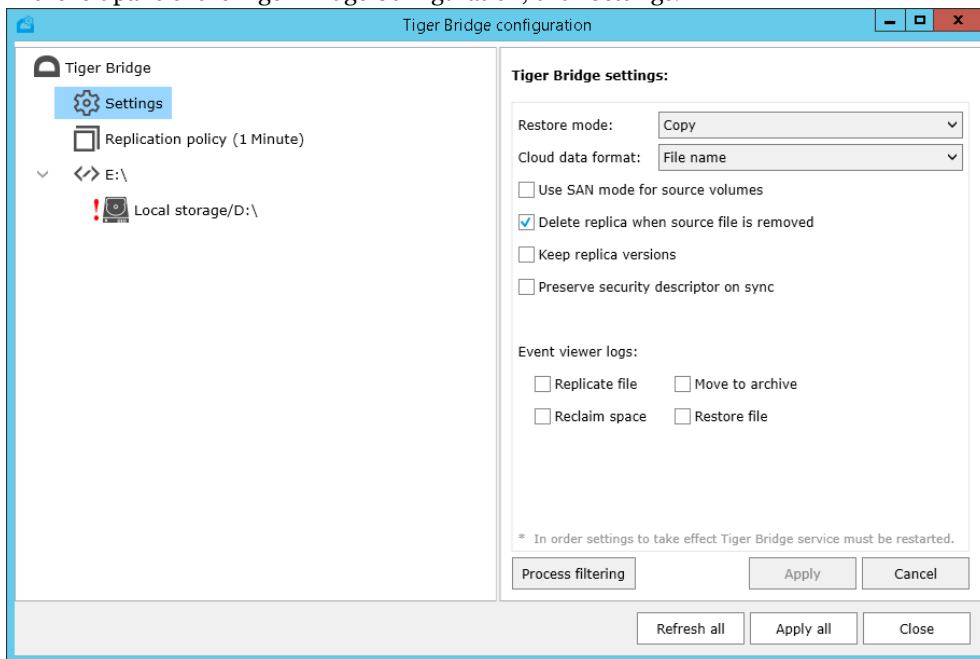 Tiger Bridge configuration
Tiger Bridge
Settings
Replication policy (1 Minute)
E:\
Local storage/D:\
Tiger Bridge settings:
Restore mode: Copy
Cloud data format: File name
Use SAN mode for source volumes
Delete replica when source file is removed
Keep replica versions
Preserve security descriptor on sync
Event viewer logs:
Replicate file Move to archive
Reclaim space Restore file
* In order settings to take effect Tiger Bridge service must be restarted.
Process filtering Apply Cancel
Refresh all Apply all Close